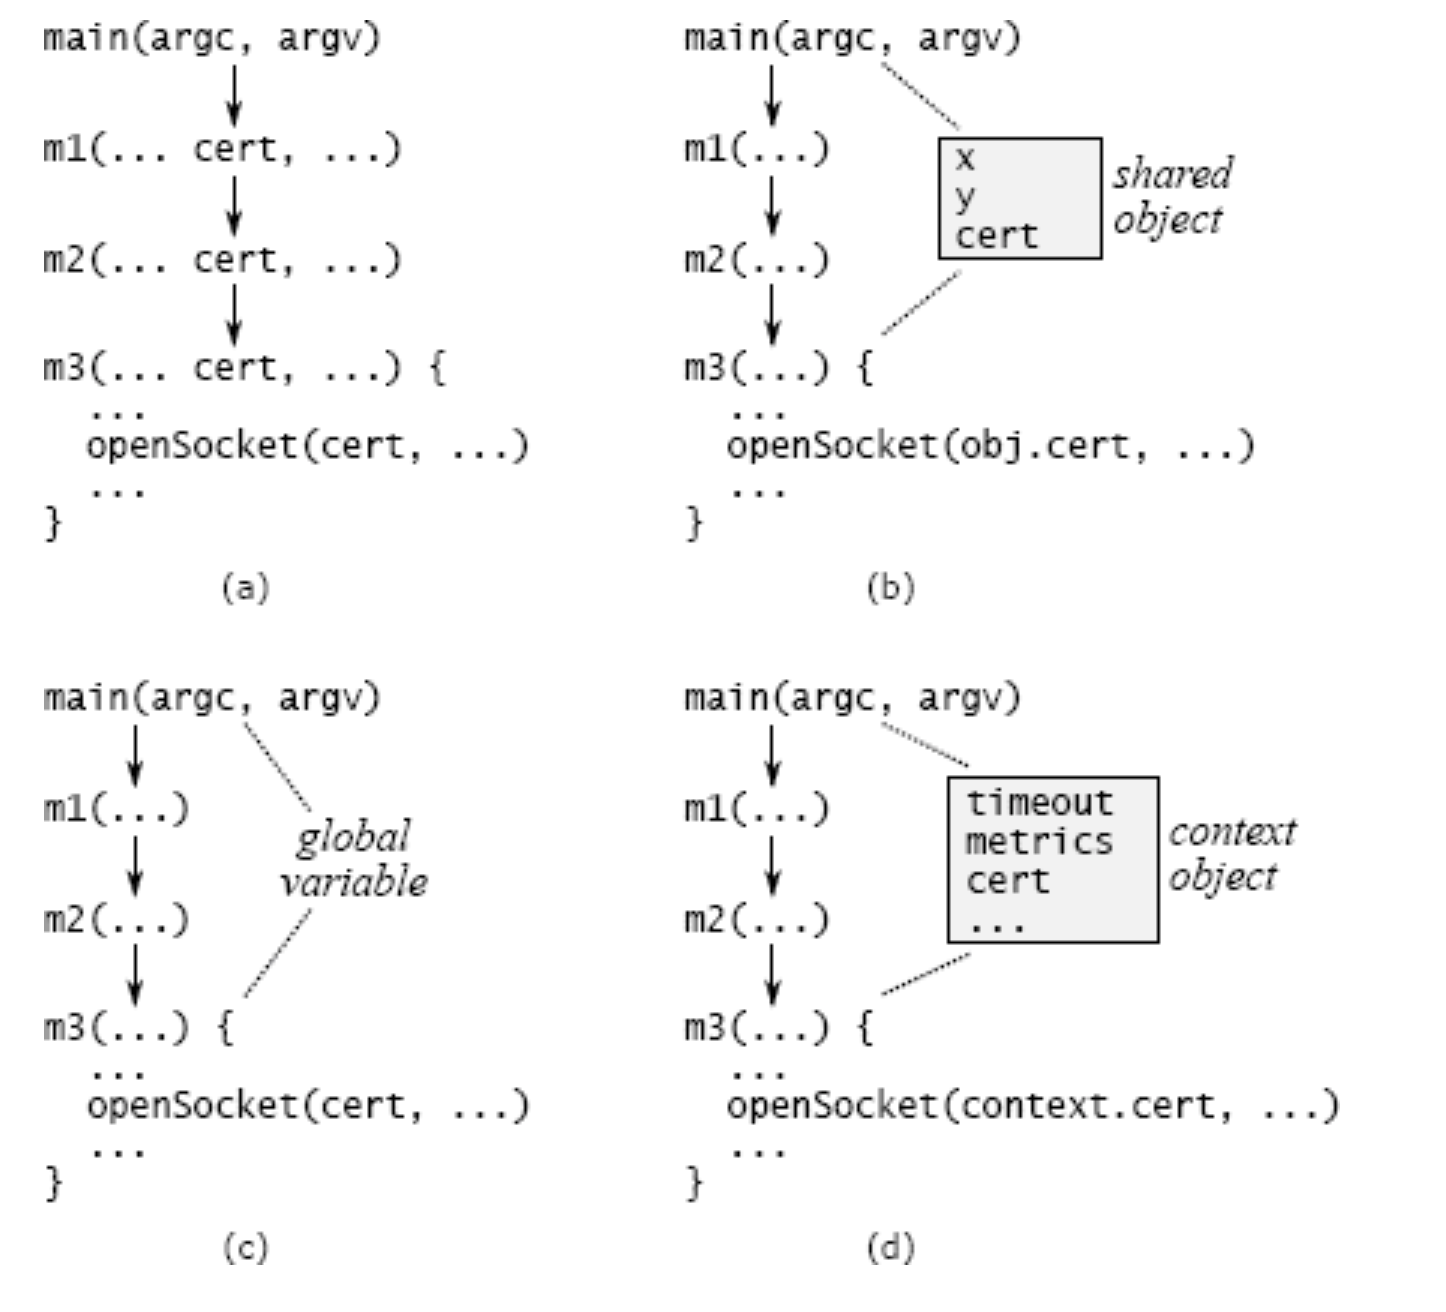 main(argc, argv)
m1(... cert, ...)
m2(... cert, ...)
m3(... cert, ...) {
...
openSocket(cert, ...)
...
}
(a)
main(argc, argv)
m1(...)
x
y
cert
shared
object
m2(...)
m3(...) {
...
openSocket(obj.cert, ...)
...
}
(b)
main(argc, argv)
m1(...)
global
variable
m2(...)
m3(...) {
...
openSocket(cert, ...)
...
}
(c)
main(argc, argv)
m1(...)
timeout
metrics
cert
...
context
object
m2(...)
m3(...) {
...
openSocket(context.cert, ...)
...
}
(d)